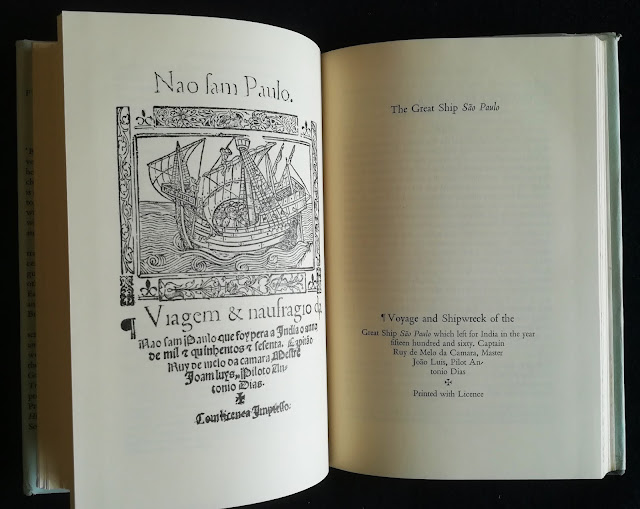 Nao sam Paulo.
¶ Viagem & naufragio da
Nao sam Paulo que foy pera a India o anno
de mil & quinhentos & sesenta. Capitão
Ruy de melo da camara, Mestre
Joam luys, Piloto An-
tonio Dias.
✠
Com licença Impresso.
The Great Ship São Paulo
¶ Voyage and Shipwreck of the
Great Ship São Paulo which left for India in the year
fifteen hundred and sixty. Captain
Ruy de Melo da Camara, Master
João Luis, Pilot An-
tonio Dias
✠
Printed with Licence